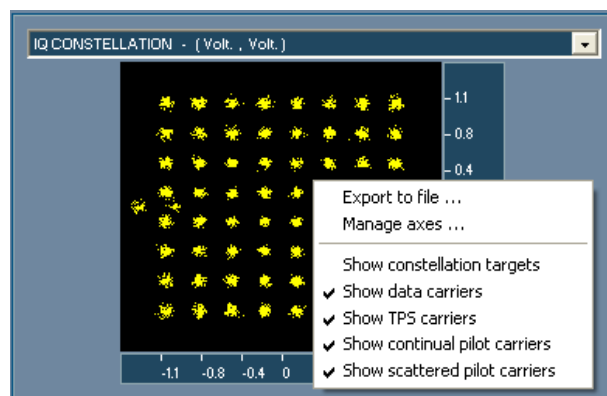 IQ CONSTELLATION - ( Volt. , Volt. )
1.1
0.8
0.4
Export to file ...
Manage axes ...
Show constellation targets
Show data carriers
Show TPS carriers
Show continual pilot carriers
Show scattered pilot carriers
-1.1 -0.8 -0.4 0